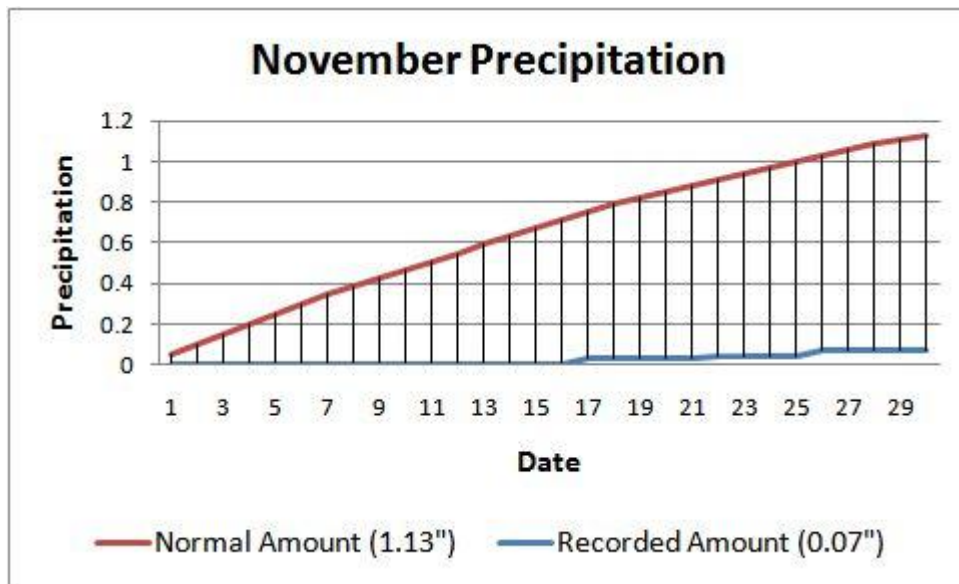 November Precipitation
Precipitation
1.2
1
0.8
0.6
0.4
0.2
0
1 3 5 7 9 11 13 15 17 19 21 23 25 27 29
Date
Normal Amount (1.13") Recorded Amount (0.07")